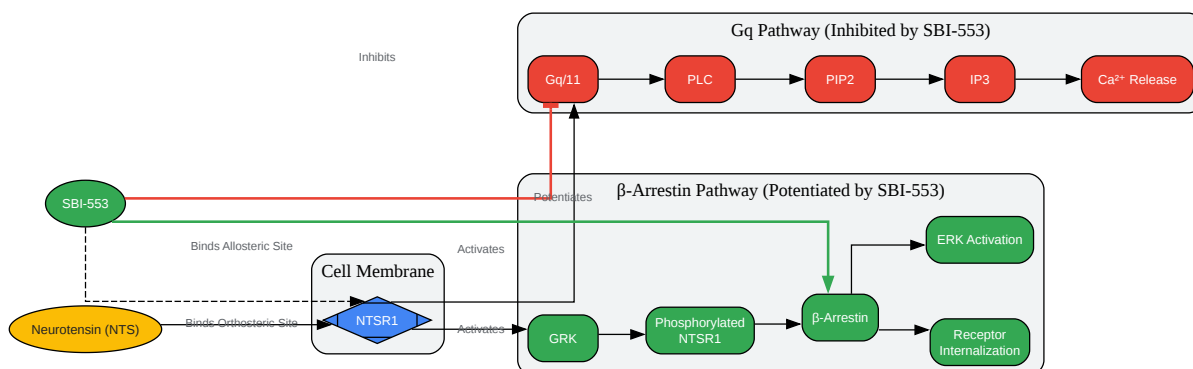 Gq Pathway (Inhibited by SBI-553)
Inhibits
Gq/11
PLC
PIP2
IP3
Ca²⁺ Release
β-Arrestin Pathway (Potentiated by SBI-553)
Potentiates
SBI-553
ERK Activation
Binds Allosteric Site
Activates
Cell Membrane
Neurotensin (NTS)
Binds Orthosteric Site
NTSR1
Activates
GRK
Phosphorylated
NTSR1
β-Arrestin
Receptor
Internalization